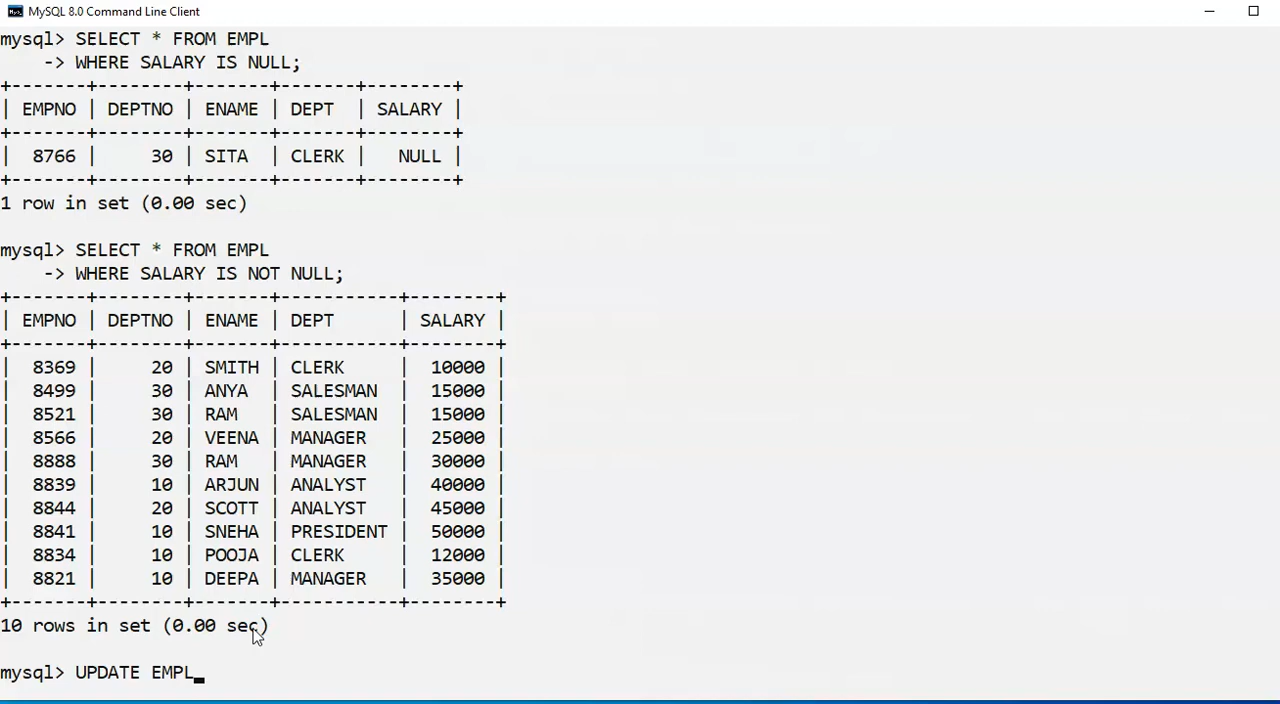 MySQL 8.0 Command Line Client
mysql> SELECT * FROM EMPL
    -> WHERE SALARY IS NULL;
+-------+--------+-------+-------+--------+
| EMPNO | DEPTNO | ENAME | DEPT  | SALARY |
+-------+--------+-------+-------+--------+
|  8766 |     30 | SITA  | CLERK |   NULL |
+-------+--------+-------+-------+--------+
1 row in set (0.00 sec)

mysql> SELECT * FROM EMPL
    -> WHERE SALARY IS NOT NULL;
+-------+--------+-------+-----------+--------+
| EMPNO | DEPTNO | ENAME | DEPT      | SALARY |
+-------+--------+-------+-----------+--------+
|  8369 |     20 | SMITH | CLERK     |  10000 |
|  8499 |     30 | ANYA  | SALESMAN  |  15000 |
|  8521 |     30 | RAM   | SALESMAN  |  15000 |
|  8566 |     20 | VEENA | MANAGER   |  25000 |
|  8888 |     30 | RAM   | MANAGER   |  30000 |
|  8839 |     10 | ARJUN | ANALYST   |  40000 |
|  8844 |     20 | SCOTT | ANALYST   |  45000 |
|  8841 |     10 | SNEHA | PRESIDENT |  50000 |
|  8834 |     10 | POOJA | CLERK     |  12000 |
|  8821 |     10 | DEEPA | MANAGER   |  35000 |
+-------+--------+-------+-----------+--------+
10 rows in set (0.00 sec)

mysql> UPDATE EMPL